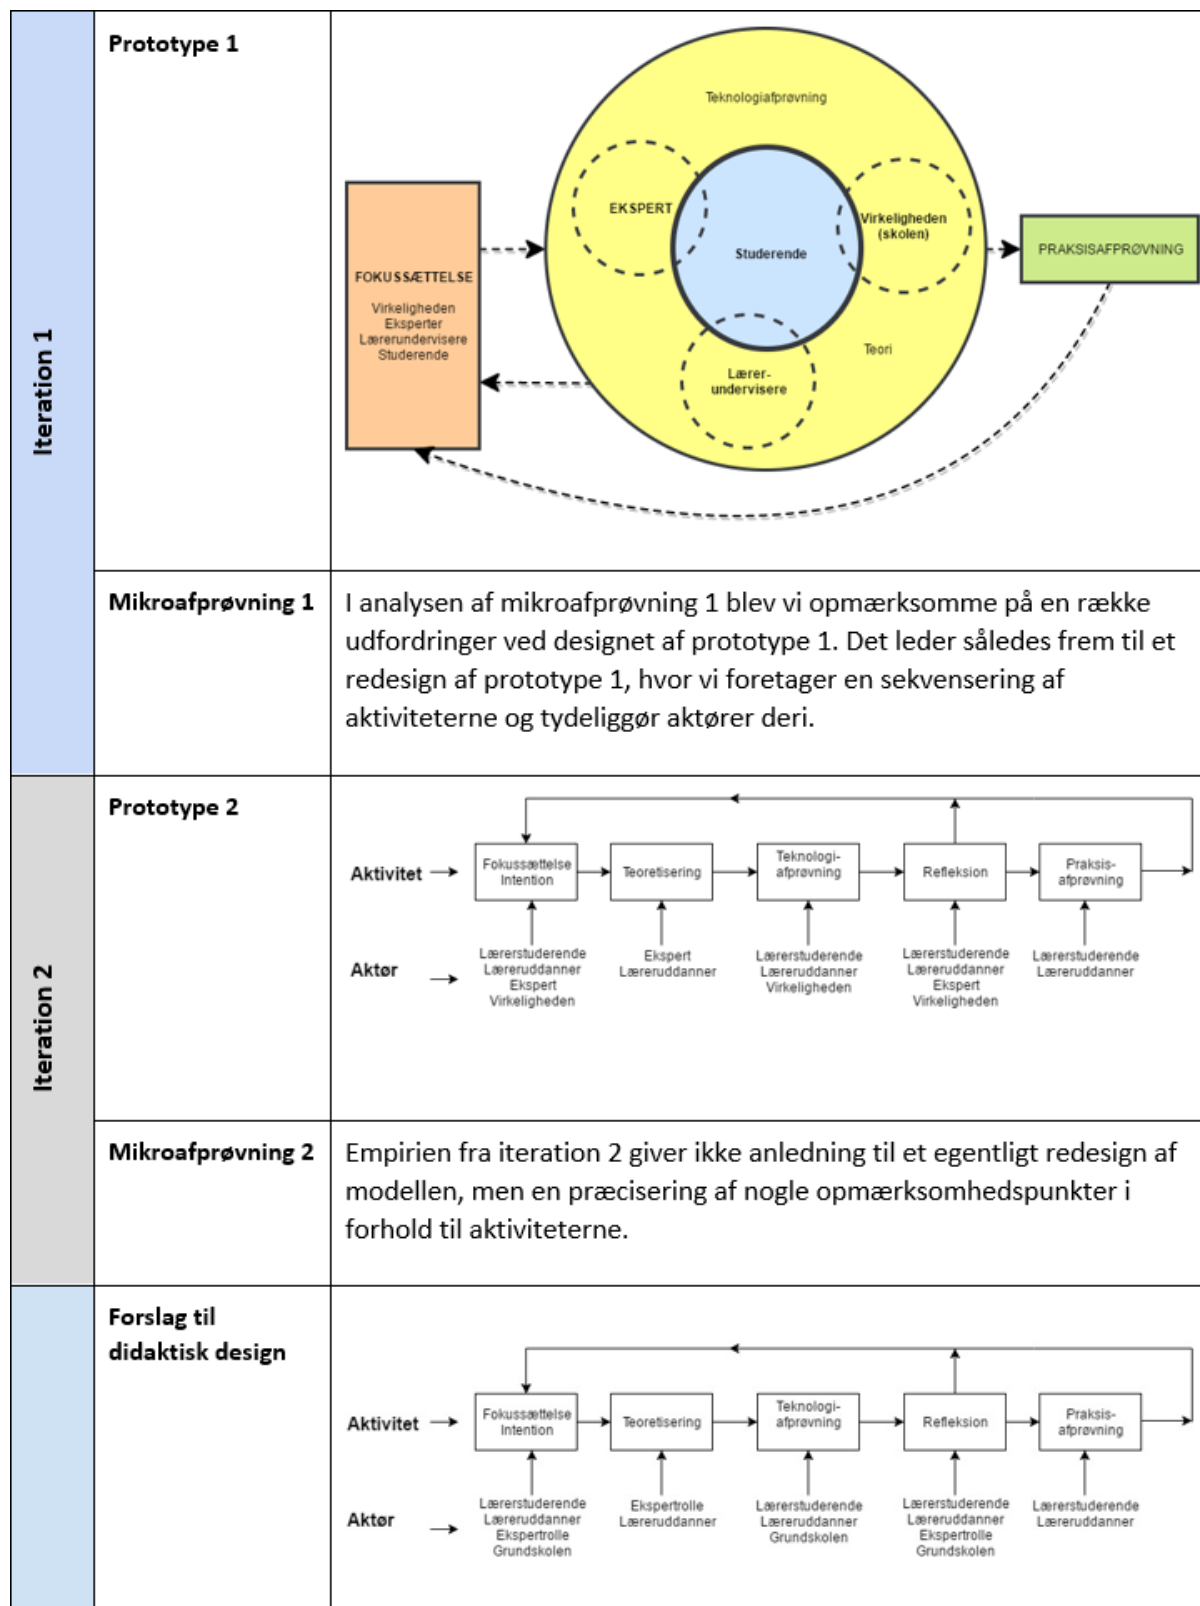 Iteration 1
Prototype 1
Teknologiafprøvning
EKSPERT
Studerende
Virkeligheden
(skolen)
Lærer-
undervisere
Teori
FOKUSSÆTTELSE
Virkeligheden
Eksperter
Lærerundervisere
Studerende
PRAKSISAFPRØVNING
Mikroafprøvning 1
I analysen af mikroafprøvning 1 blev vi opmærksomme på en række
udfordringer ved designet af prototype 1. Det leder således frem til et
redesign af prototype 1, hvor vi foretager en sekvensering af
aktiviteterne og tydeliggør aktører deri.
Iteration 2
Prototype 2
Aktivitet
Fokussættelse
Intention
Teoretisering
Teknologi-
afprøvning
Refleksion
Praksis-
afprøvning
Aktør
Lærerstuderende
Læreruddanner
Ekspert
Virkeligheden
Ekspert
Læreruddanner
Lærerstuderende
Læreruddanner
Virkeligheden
Lærerstuderende
Læreruddanner
Ekspert
Virkeligheden
Lærerstuderende
Læreruddanner
Mikroafprøvning 2
Empirien fra iteration 2 giver ikke anledning til et egentligt redesign af
modellen, men en præcisering af nogle opmærksomhedspunkter i
forhold til aktiviteterne.
Forslag til
didaktisk design
Aktivitet
Fokussættelse
Intention
Teoretisering
Teknologi-
afprøvning
Refleksion
Praksis-
afprøvning
Aktør
Lærerstuderende
Læreruddanner
Ekspertrolle
Grundskolen
Ekspertrolle
Læreruddanner
Lærerstuderende
Læreruddanner
Grundskolen
Lærerstuderende
Læreruddanner
Ekspertrolle
Grundskolen
Lærerstuderende
Læreruddanner